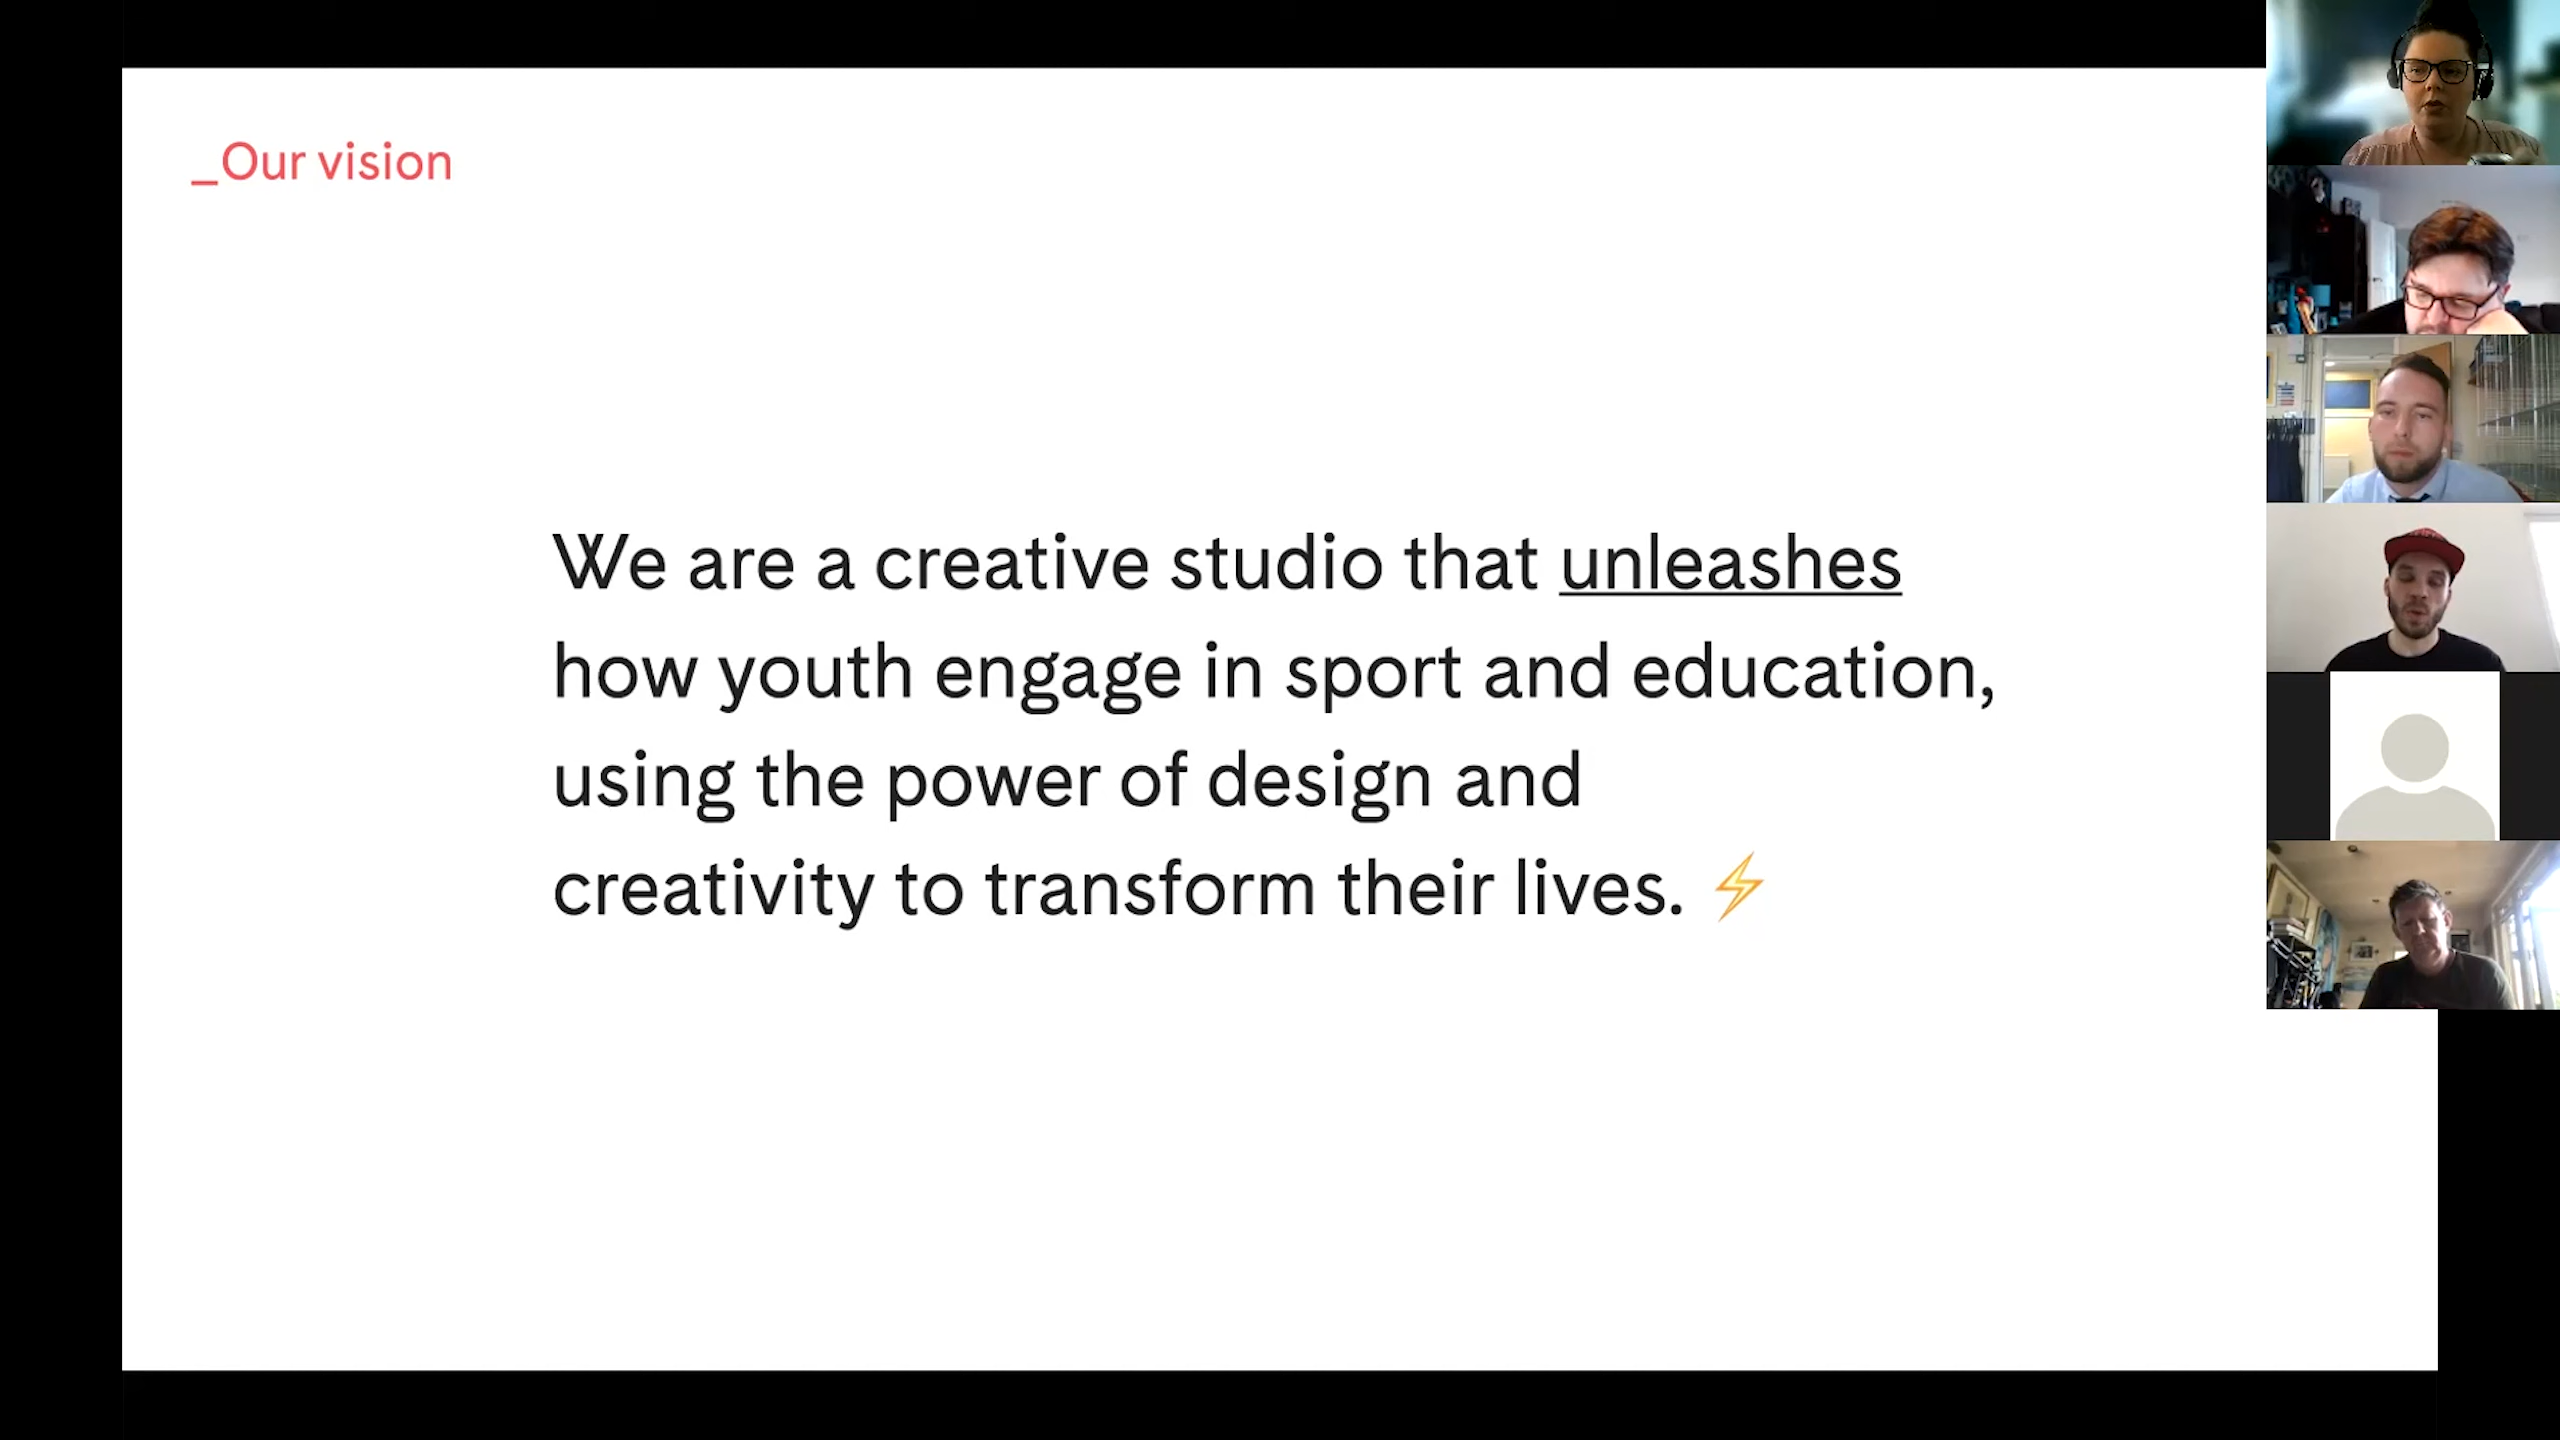 _Our vision
We are a creative studio that unleashes
how youth engage in sport and education,
using the power of design and
creativity to transform their lives. ⚡